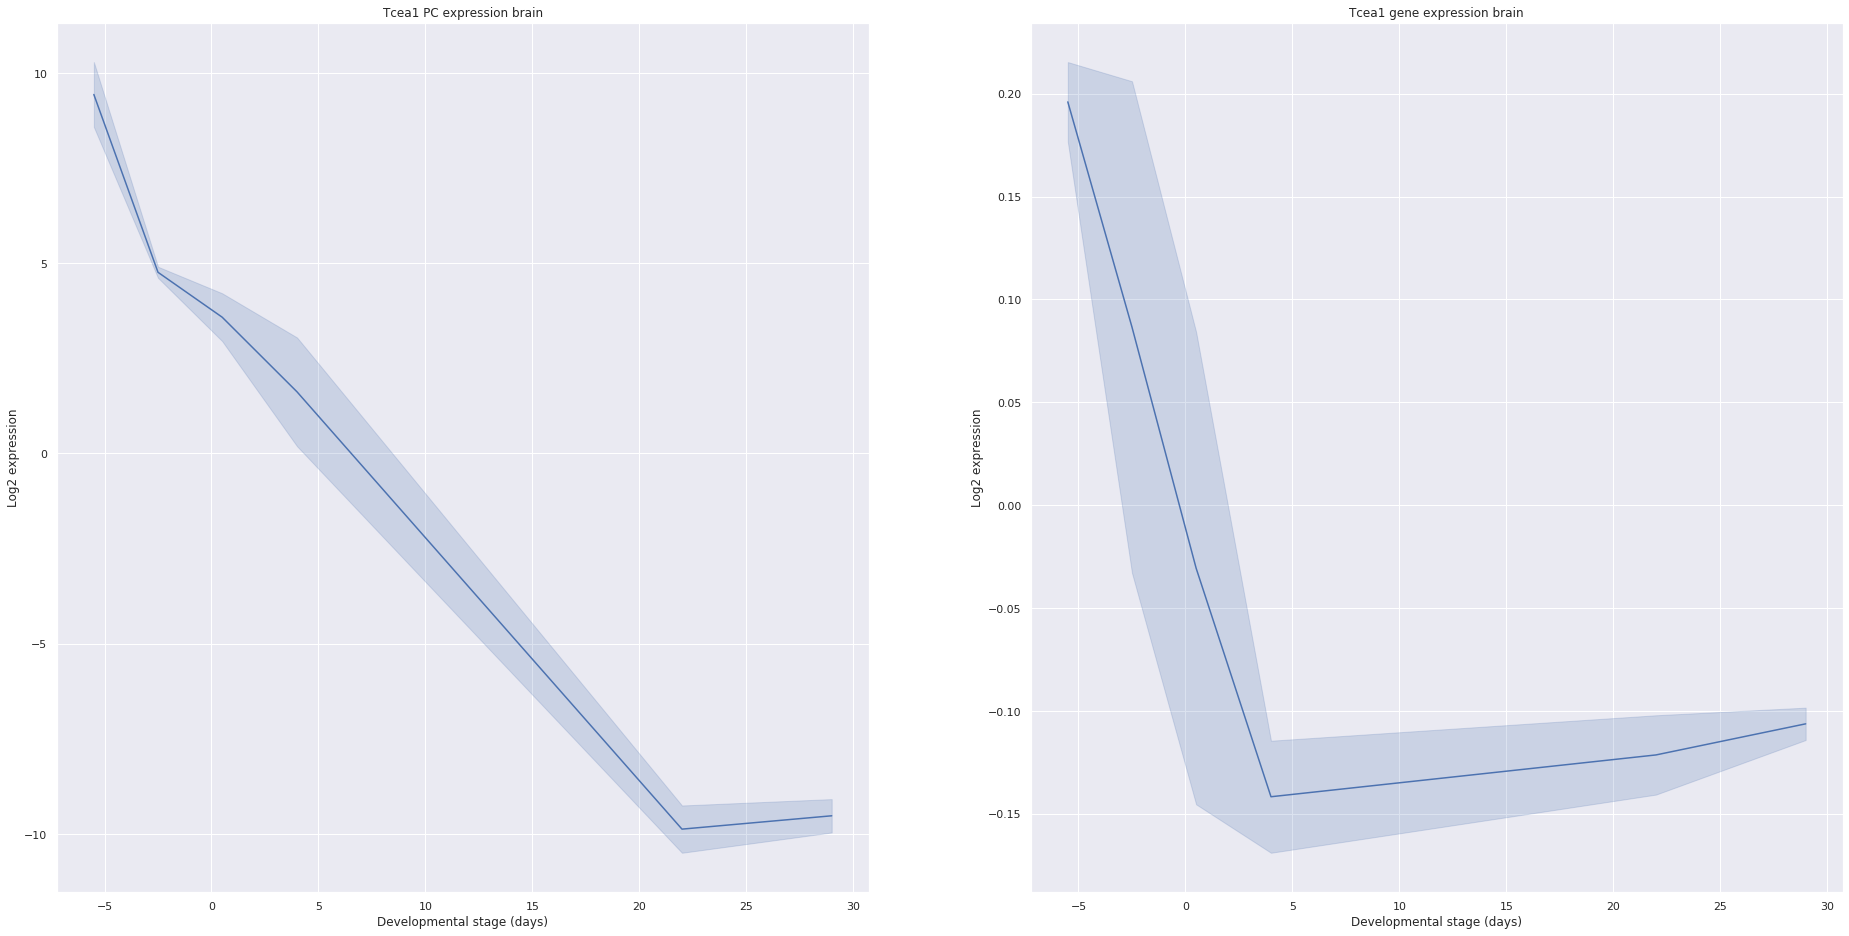 Tcea1 PC expression brain
Log2 expression
10
5
0
−5
−10
−5 0 5 10 15 20 25 30
Developmental stage (days)
Tcea1 gene expression brain
Log2 expression
0.20
0.15
0.10
0.05
0.00
−0.05
−0.10
−0.15
−5 0 5 10 15 20 25 30
Developmental stage (days)